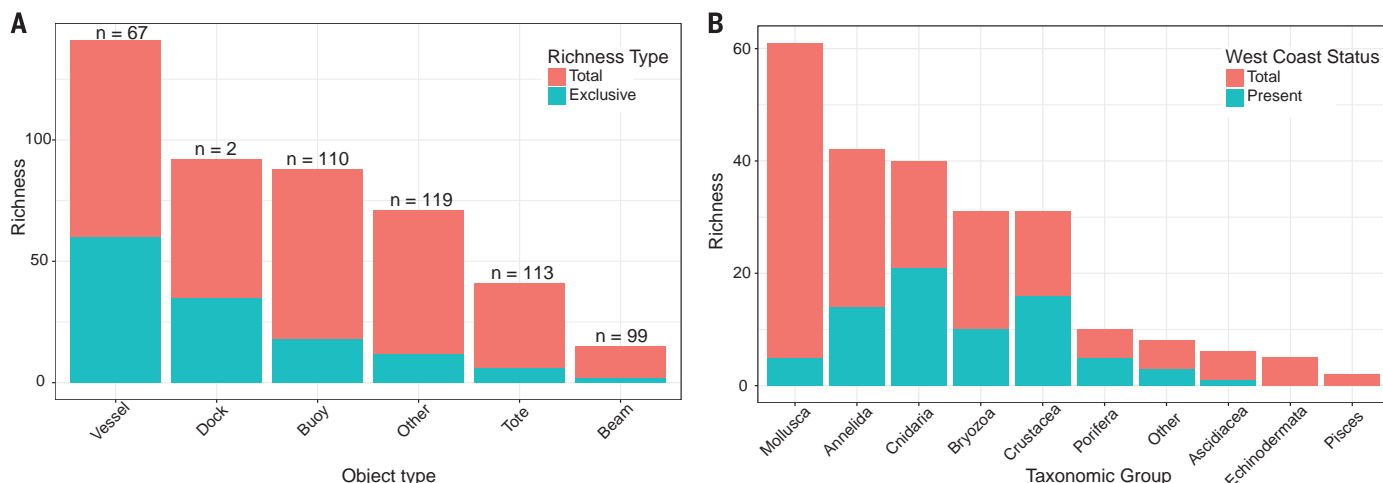 A
n = 67
n = 2
n = 110
n = 119
n = 113
n = 99
Richness Type
Total
Exclusive
Richness
100
50
0
Vessel
Dock
Buoy
Other
Tote
Beam
Object type
B
West Coast Status
Total
Present
Richness
60
40
20
0
Mollusca
Annelida
Cnidaria
Bryozoa
Crustacea
Porifera
Other
Ascidiacea
Echinodermata
Pisces
Taxonomic Group